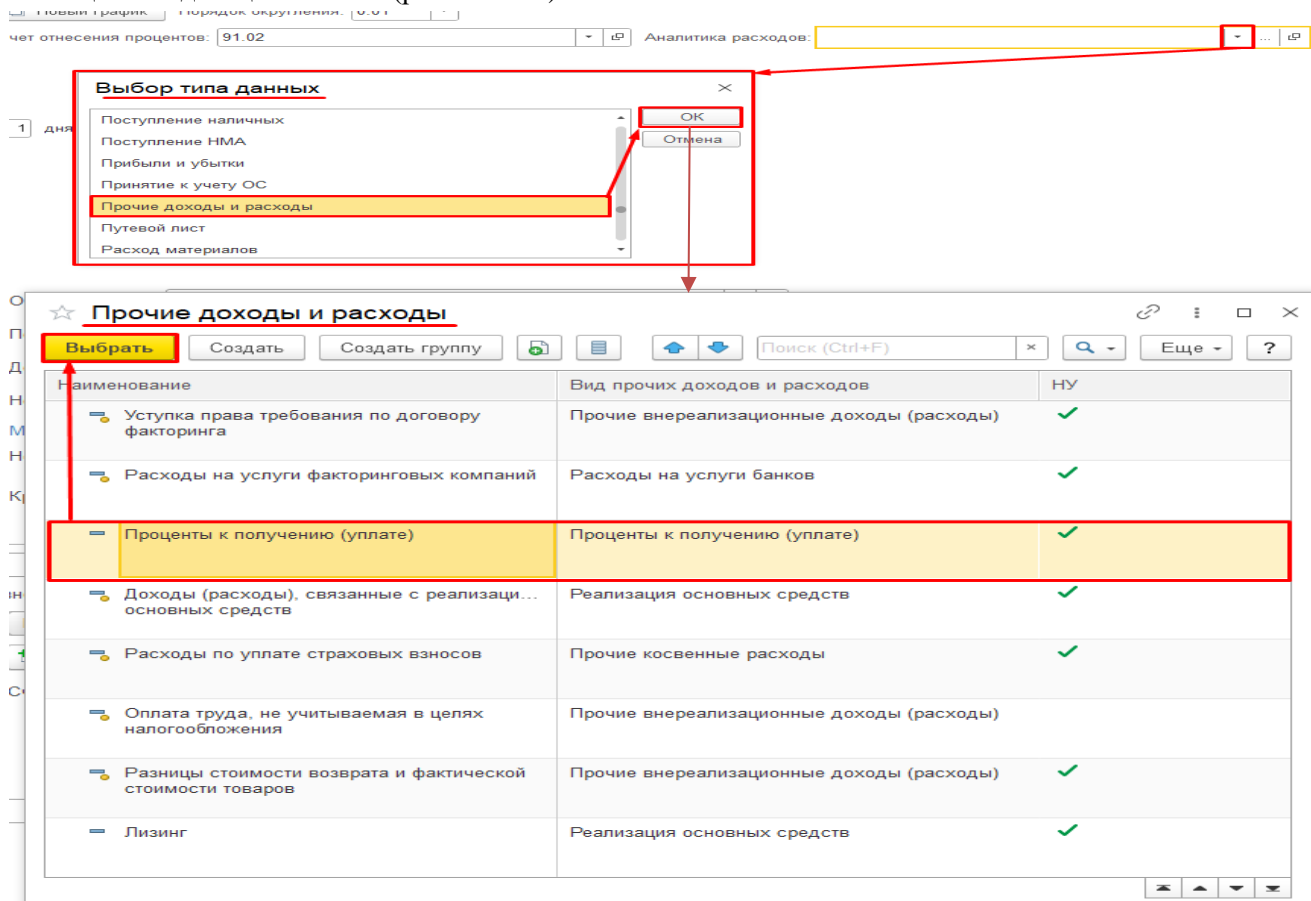 Новый график Порядок округления: 0.01
чет отнесения процентов: 91.02 Аналитика расходов: ...
Выбор типа данных
1 дня
Поступление наличных
Поступление НМА
Прибыли и убытки
Принятие к учету ОС
Прочие доходы и расходы
Путевой лист
Расход материалов
ОК
Отмена
Прочие доходы и расходы
Выбрать Создать Создать группу Поиск (Ctrl+F) × Еще ?
Наименование Вид прочих доходов и расходов НУ
Уступка права требования по договору Прочие внереализационные доходы (расходы)
факторинга
Расходы на услуги факторинговых компаний Расходы на услуги банков
Проценты к получению (уплате) Проценты к получению (уплате)
Доходы (расходы), связанные с реализаци... Реализация основных средств
основных средств
Расходы по уплате страховых взносов Прочие косвенные расходы
Оплата труда, не учитываемая в целях Прочие внереализационные доходы (расходы)
налогообложения
Разницы стоимости возврата и фактической Прочие внереализационные доходы (расходы)
стоимости товаров
Лизинг Реализация основных средств